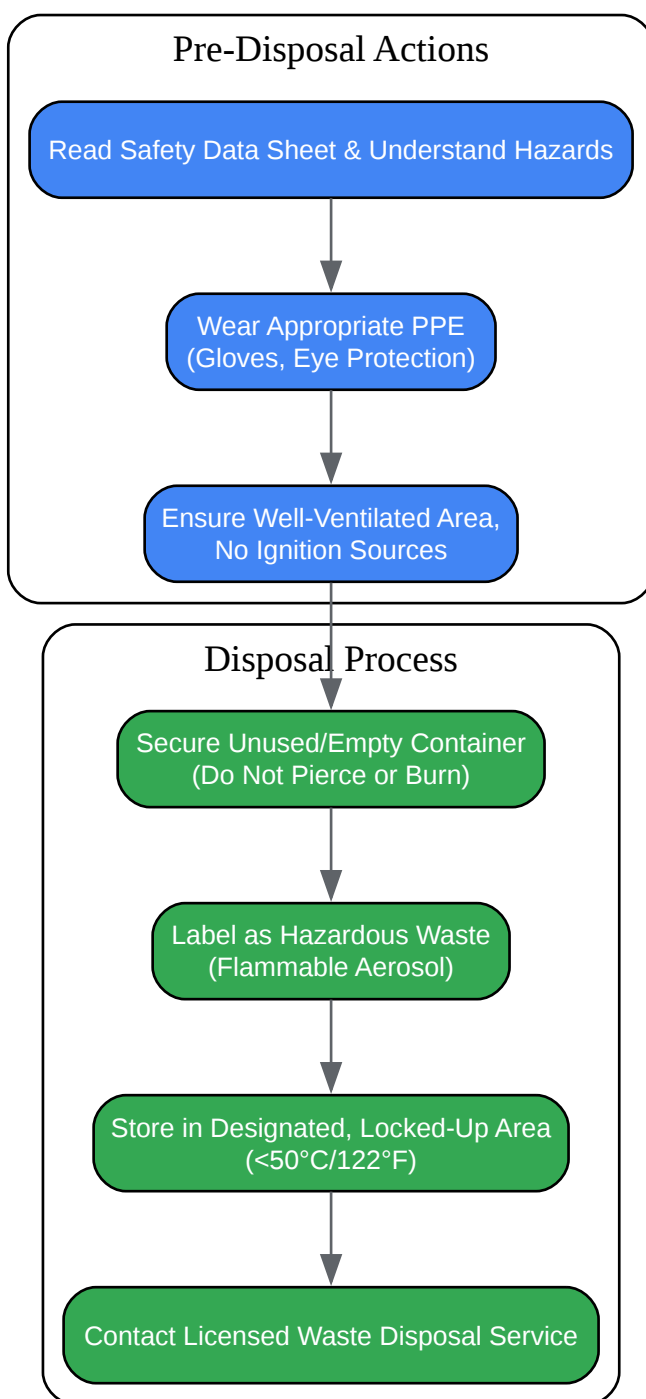 Pre-Disposal Actions
Read Safety Data Sheet & Understand Hazards
Wear Appropriate PPE
(Gloves, Eye Protection)
Ensure Well-Ventilated Area,
No Ignition Sources
Disposal Process
Secure Unused/Empty Container
(Do Not Pierce or Burn)
Label as Hazardous Waste
(Flammable Aerosol)
Store in Designated, Locked-Up Area
(<50°C/122°F)
Contact Licensed Waste Disposal Service